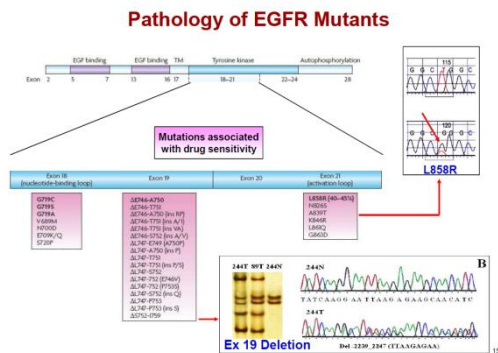 Pathology of EGFR Mutants
EGF binding EGF binding TM Tyrosine kinase Autophosphorylation
Exon 2 5 7 13 16 17 18–21 22–24 28
Mutations associated
with drug sensitivity
115
G G C T G G C
120
G G C G G G C
L858R
Exon 18
(nucleotide-binding loop)
Exon 19
Exon 20
Exon 21
(activation loop)
G719C
G719S
G719A
V689M
N700D
E709K/Q
S720P
ΔE746-A750
ΔE746-T751
ΔE746-A750 (ins RP)
ΔE746-T751 (ins A/I)
ΔE746-T751 (ins VA)
ΔE746-S752 (ins A/V)
ΔL747-E749 (A750P)
ΔL747-A750 (ins P)
ΔL747-T751
ΔL747-T751 (ins P/S)
ΔL747-S752
ΔL747-752 (E746V)
ΔL747-752 (P753S)
ΔL747-S752 (ins Q)
ΔL747-P753
ΔL747-P753 (ins S)
ΔS752-I759
L858R (40–45%)
N826S
A839T
K846R
L861Q
G863D
B
244T S9T 244N
244N
T A T C A A G G A A T T A A G A G A A G C A A C A T C
244T
Ex 19 Deletion
Del -2239_2247 (TTAAGAGAA)